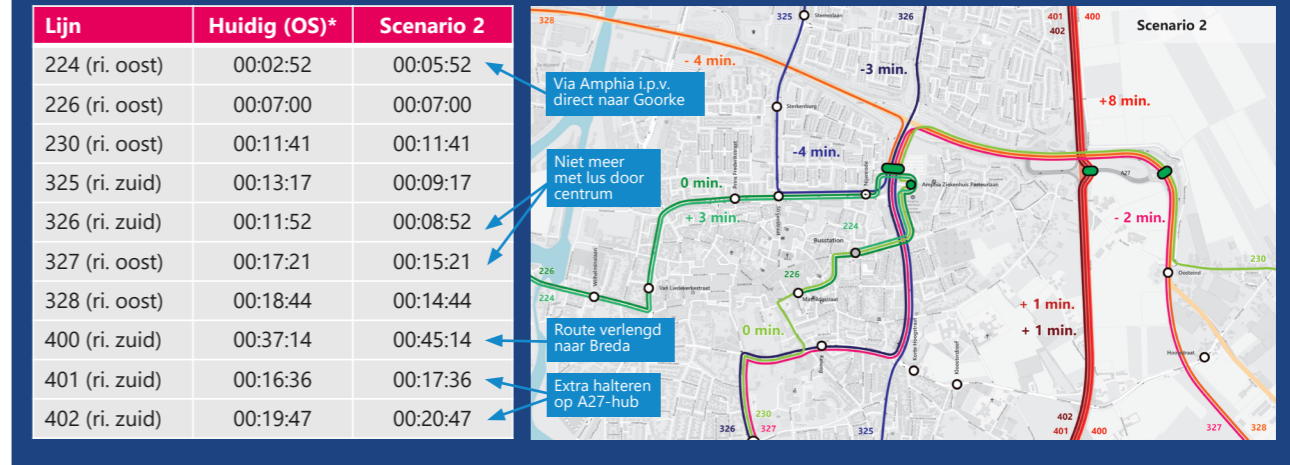 Lijn Huidig (OS)* Scenario 2
224 (ri. oost) 00:02:52 00:05:52
226 (ri. oost) 00:07:00 00:07:00
230 (ri. oost) 00:11:41 00:11:41
325 (ri. zuid) 00:13:17 00:09:17
326 (ri. zuid) 00:11:52 00:08:52
327 (ri. oost) 00:17:21 00:15:21
328 (ri. oost) 00:18:44 00:14:44
400 (ri. zuid) 00:37:14 00:45:14
401 (ri. zuid) 00:16:36 00:17:36
402 (ri. zuid) 00:19:47 00:20:47
Via Amphia i.p.v.
direct naar Goorke
Niet meer
met lus door
centrum
Route verlengd
naar Breda
Extra halteren
op A27-hub
Scenario 2
328
325
326
401 400
402
- 4 min.
-3 min.
+8 min.
Sterkenburg
-4 min.
0 min.
+ 3 min.
Amphia Ziekenhuis Pasteurlaan
A27
- 2 min.
224
Busstation
226
226
224
Van Liedekerkestraat
Wilhelminalaan
230
Oosteind
0 min.
+ 1 min.
+ 1 min.
230
326 327
325
402
401 400
327 328